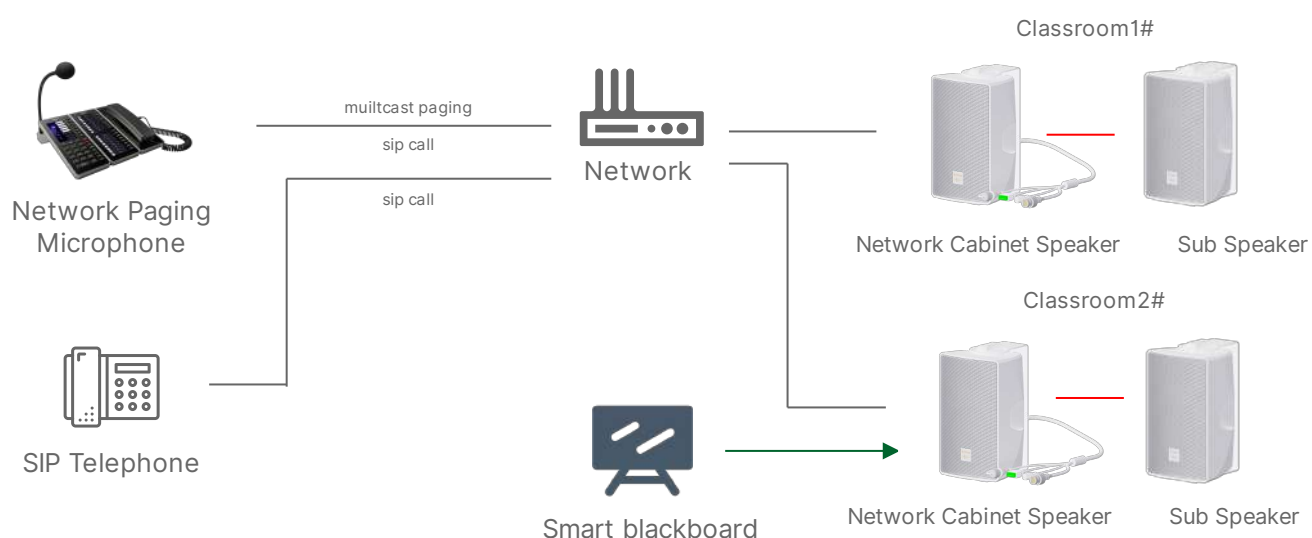 Classroom1#
muiltcast paging
sip call
Network
sip call
Network Paging
Microphone
Network Cabinet Speaker
Sub Speaker
Classroom2#
SIP Telephone
Smart blackboard
Network Cabinet Speaker
Sub Speaker